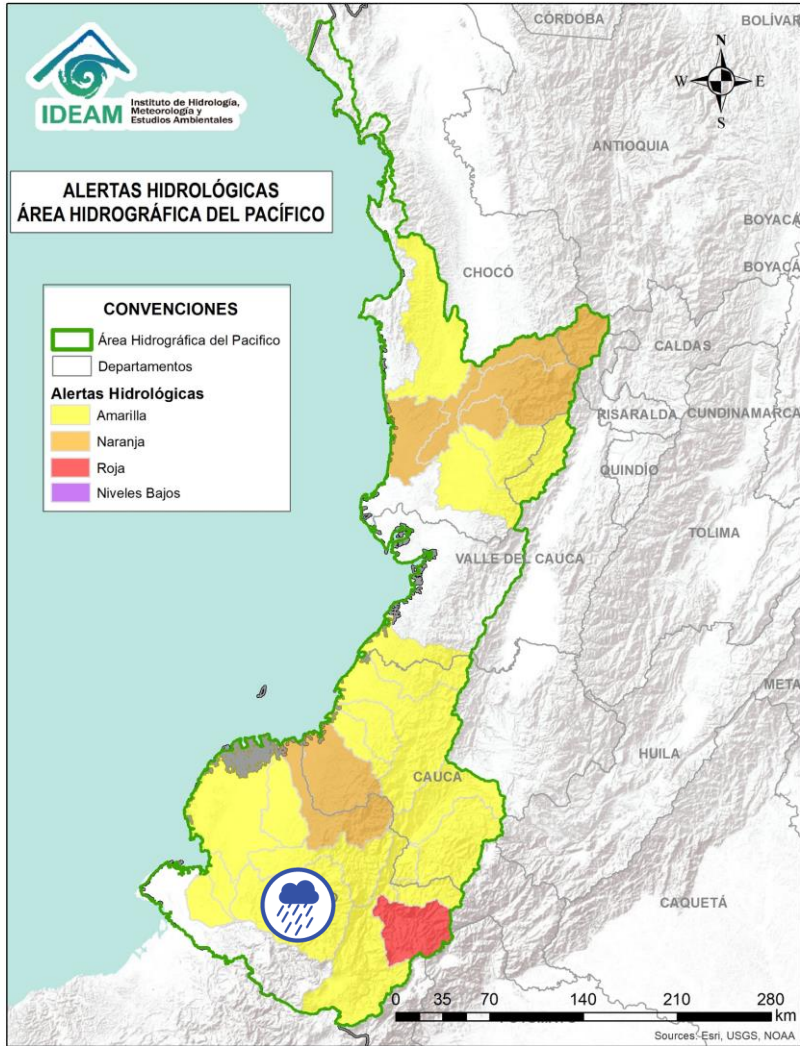 IDEAM
Instituto de Hidrología,
Meteorología y
Estudios Ambientales
CÓRDOBA
BOLÍVAR
N
W
E
S
ANTIOQUIA
ALERTAS HIDROLÓGICAS
ÁREA HIDROGRÁFICA DEL PACÍFICO
BOYACÁ
CHOCÓ
BOYACÁ
CONVENCIONES
Área Hidrográfica del Pacífico
Departamentos
Alertas Hidrológicas
Amarilla
Naranja
Roja
Niveles Bajos
CALDAS
RISARALDA
CUNDINAMARCA
QUINDÍO
TOLIMA
VALLE DEL CAUCA
META
HUILA
CAUCA
CAQUETÁ
0 35 70 140 210 280
km
Sources: Esri, USGS, NOAA